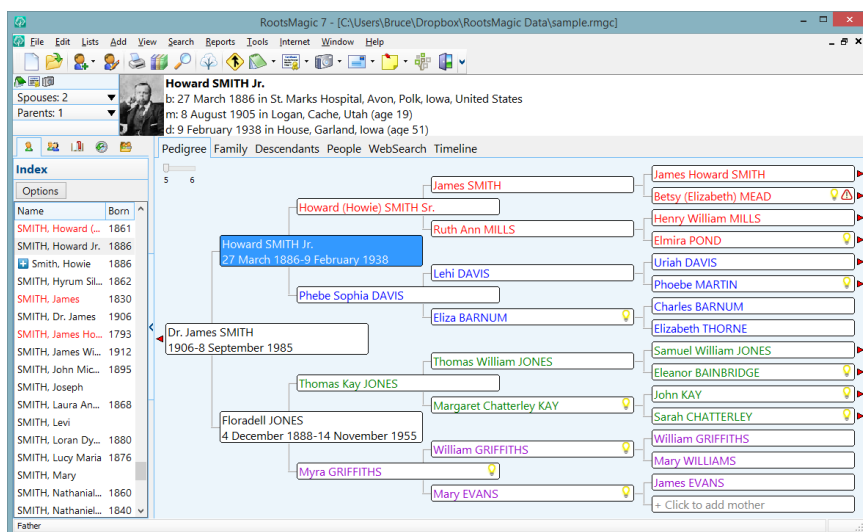 RootsMagic 7 - [C:\Users\Bruce\Dropbox\RootsMagic Data\sample.rmgc]
File Edit Lists Add View Search Reports Tools Internet Window Help
Spouses: 2
Parents: 1
Howard SMITH Jr.
b: 27 March 1886 in St. Marks Hospital, Avon, Polk, Iowa, United States
m: 8 August 1905 in Logan, Cache, Utah (age 19)
d: 9 February 1938 in House, Garland, Iowa (age 51)
Index
Options
Name Born
SMITH, Howard (... 1861
SMITH, Howard Jr. 1886
Smith, Howie 1886
SMITH, Hyrum Sil... 1862
SMITH, James 1830
SMITH, Dr. James 1906
SMITH, James Ho... 1793
SMITH, James Wi... 1912
SMITH, John Mic... 1895
SMITH, Joseph
SMITH, Laura An... 1868
SMITH, Levi
SMITH, Loran Dy... 1880
SMITH, Lucy Maria 1876
SMITH, Mary
SMITH, Nathanial... 1860
SMITH, Nathaniel... 1840
Pedigree Family Descendants People WebSearch Timeline
5 6
Dr. James SMITH
1906-8 September 1985
Howard SMITH Jr.
27 March 1886-9 February 1938
Floradell JONES
4 December 1888-14 November 1955
Howard (Howie) SMITH Sr.
Phebe Sophia DAVIS
Thomas Kay JONES
Myra GRIFFITHS
James SMITH
Ruth Ann MILLS
Lehi DAVIS
Eliza BARNUM
Thomas William JONES
Margaret Chatterley KAY
William GRIFFITHS
Mary EVANS
James Howard SMITH
Betsy (Elizabeth) MEAD
Henry William MILLS
Elmira POND
Uriah DAVIS
Phoebe MARTIN
Charles BARNUM
Elizabeth THORNE
Samuel William JONES
Eleanor BAINBRIDGE
John KAY
Sarah CHATTERLEY
William GRIFFITHS
Mary WILLIAMS
James EVANS
+ Click to add mother
Father